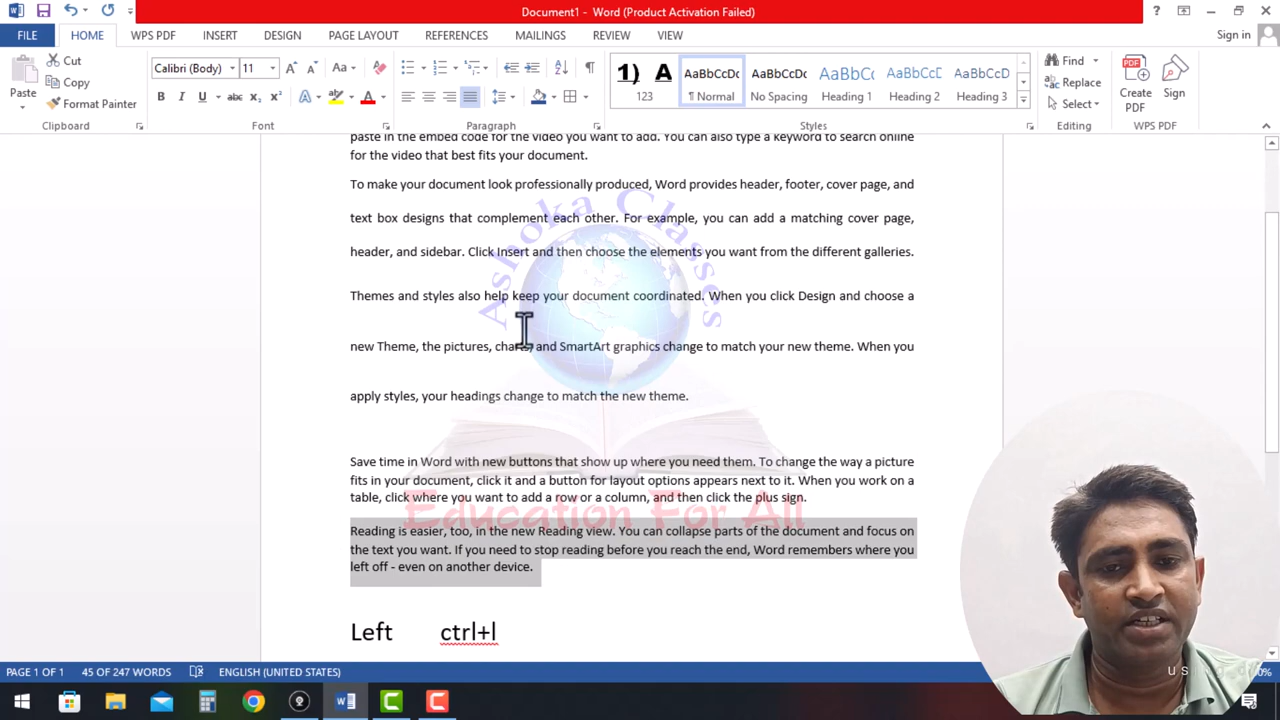 Document1 - Word (Product Activation Failed)
FILE HOME WPS PDF INSERT DESIGN PAGE LAYOUT REFERENCES MAILINGS REVIEW VIEW Sign in
Paste Cut Copy Format Painter
Clipboard
Calibri (Body) 11
Font
Paragraph
1) 123
AaBbCcDc ¶ Normal
AaBbCcDc No Spacing
AaBbCc Heading 1
AaBbCcD Heading 2
AaBbCcD Heading 3
Styles
Find
Replace
Select
Editing
Create PDF Sign
WPS PDF
paste in the embed code for the video you want to add. You can also type a keyword to search online
for the video that best fits your document.
To make your document look professionally produced, Word provides header, footer, cover page, and
text box designs that complement each other. For example, you can add a matching cover page,
header, and sidebar. Click Insert and then choose the elements you want from the different galleries.
Themes and styles also help keep your document coordinated. When you click Design and choose a
new Theme, the pictures, charts, and SmartArt graphics change to match your new theme. When you
apply styles, your headings change to match the new theme.
Save time in Word with new buttons that show up where you need them. To change the way a picture
fits in your document, click it and a button for layout options appears next to it. When you work on a
table, click where you want to add a row or a column, and then click the plus sign.
Reading is easier, too, in the new Reading view. You can collapse parts of the document and focus on
the text you want. If you need to stop reading before you reach the end, Word remembers where you
left off - even on another device.
Left ctrl+l
Ashoka Classes
Education For All
PAGE 1 OF 1 45 OF 247 WORDS ENGLISH (UNITED STATES)